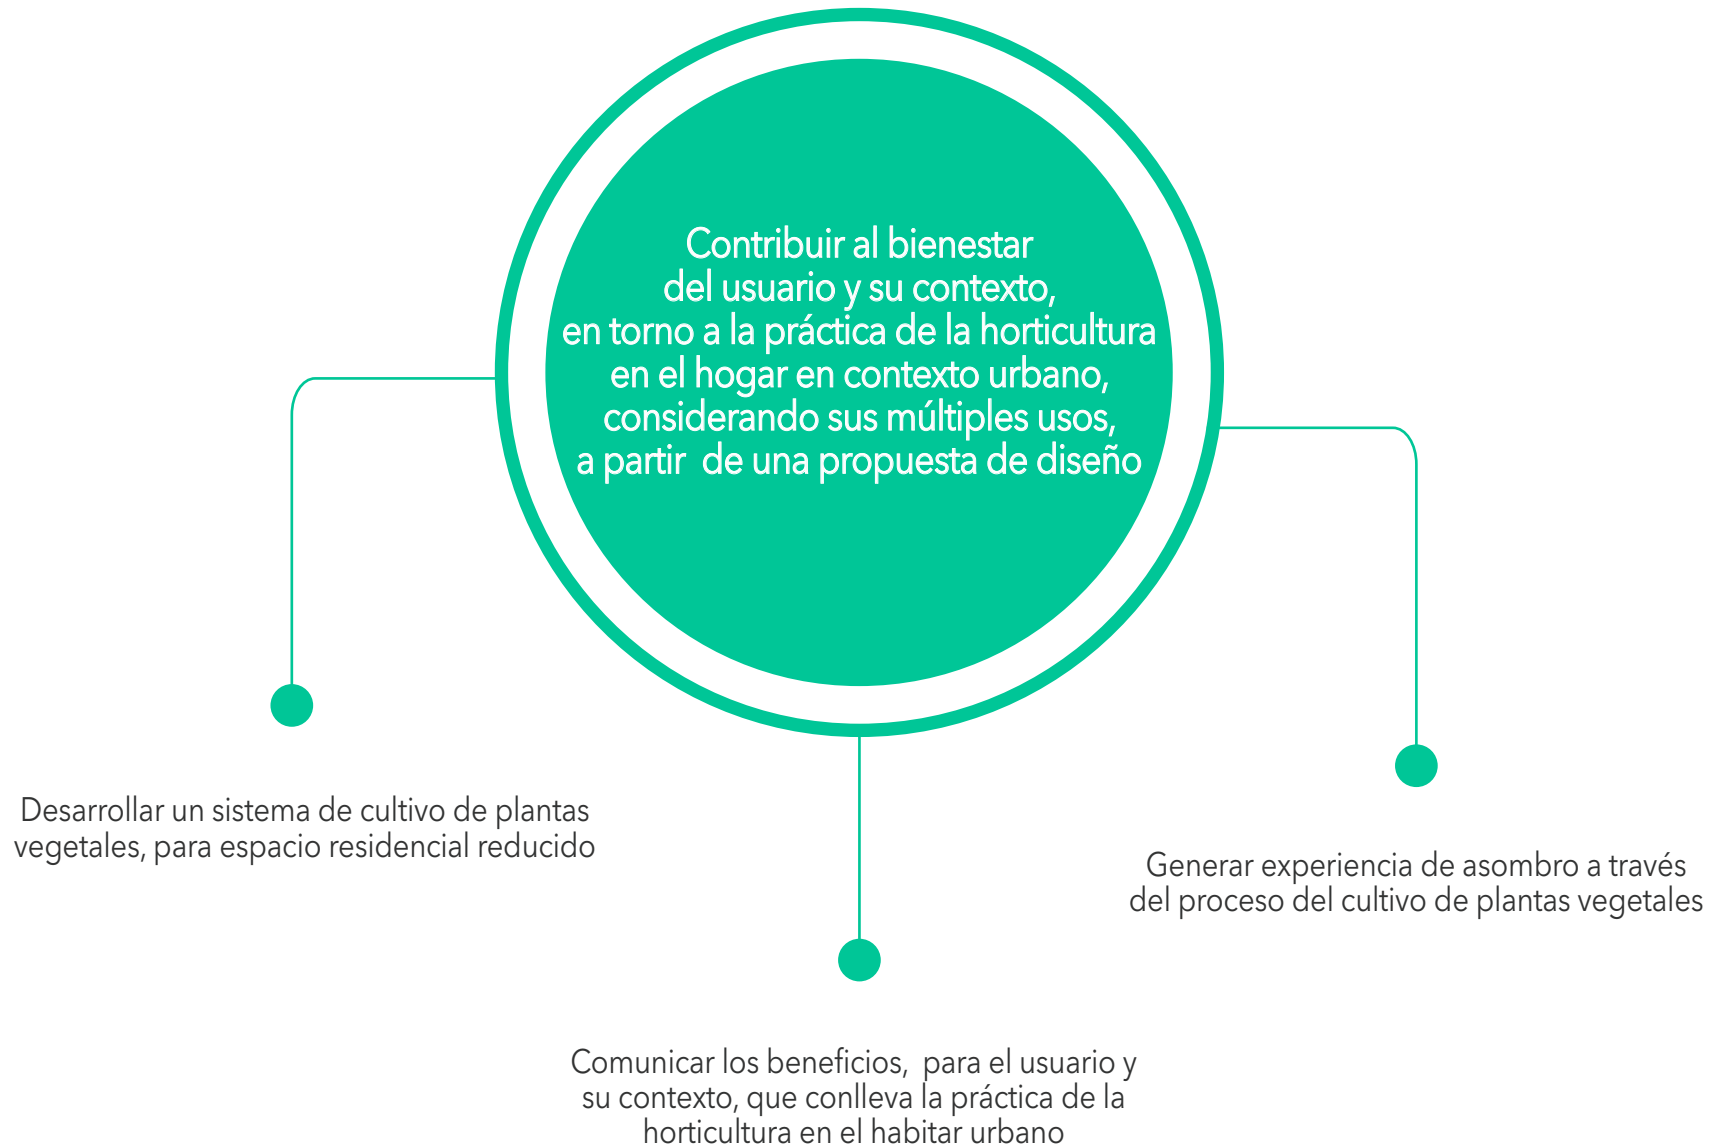 Contribuir al bienestar
del usuario y su contexto,
en torno a la práctica de la horticultura
en el hogar en contexto urbano,
considerando sus múltiples usos,
a partir  de una propuesta de diseño
Desarrollar un sistema de cultivo de plantas
vegetales, para espacio residencial reducido
Comunicar los beneficios,  para el usuario y
su contexto, que conlleva la práctica de la
horticultura en el habitar urbano
Generar experiencia de asombro a través
del proceso del cultivo de plantas vegetales